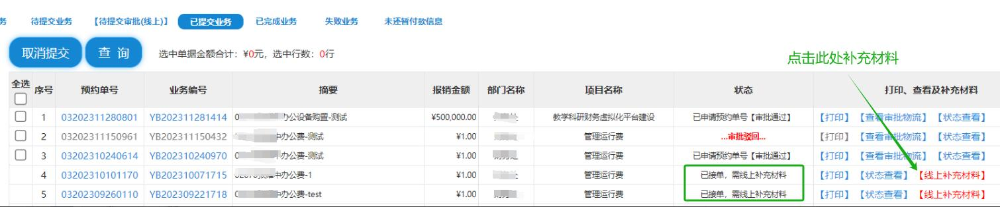 务 待提交业务 【待提交审批(线上)】 已提交业务 已完成业务 失败业务 未还暂付款信息
取消提交 查 询 选中单据金额合计：¥0元，选中行数：0行
点击此处补充材料
全选 序号 预约单号 业务编号 摘要 报销金额 部门名称 项目名称 状态 打印、查看及补充材料
1 03202311280801 YB202311281414 0 办公设备购置-测试 ¥500,000.00 教学科研财务虚拟化平台建设 已申请预约单号【审批通过】 【打印】 【查看审批物流】 【状态查看】
2 03202311150961 YB202311150432 中办公费-测试 ¥1.00 管理运行费 ...审批驳回... 【打印】 【查看审批物流】 【状态查看】
3 03202310240614 YB202310240970 0 中办公费-测试 ¥1.00 管理运行费 已申请预约单号【审批通过】 【打印】 【查看审批物流】 【状态查看】
4 03202310101170 YB202310071715 中办公费-1 ¥1.00 管理运行费 已接单，需线上补充材料 【打印】 【状态查看】 【线上补充材料】
5 03202309260110 YB202309221718 0 中办公费-test ¥1.00 管理运行费 已接单，需线上补充材料 【打印】 【状态查看】 【线上补充材料】